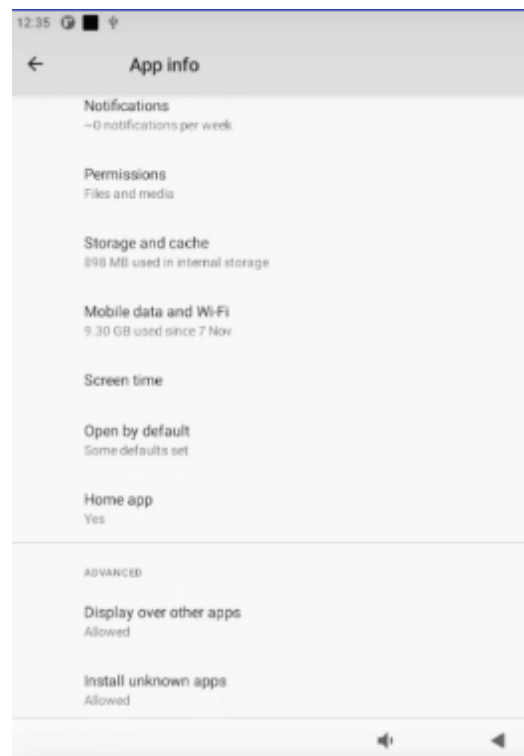 12:35
App info
Notifications
~0 notifications per week
Permissions
Files and media
Storage and cache
898 MB used in internal storage
Mobile data and Wi-Fi
9.30 GB used since 7 Nov
Screen time
Open by default
Some defaults set
Home app
Yes
ADVANCED
Display over other apps
Allowed
Install unknown apps
Allowed